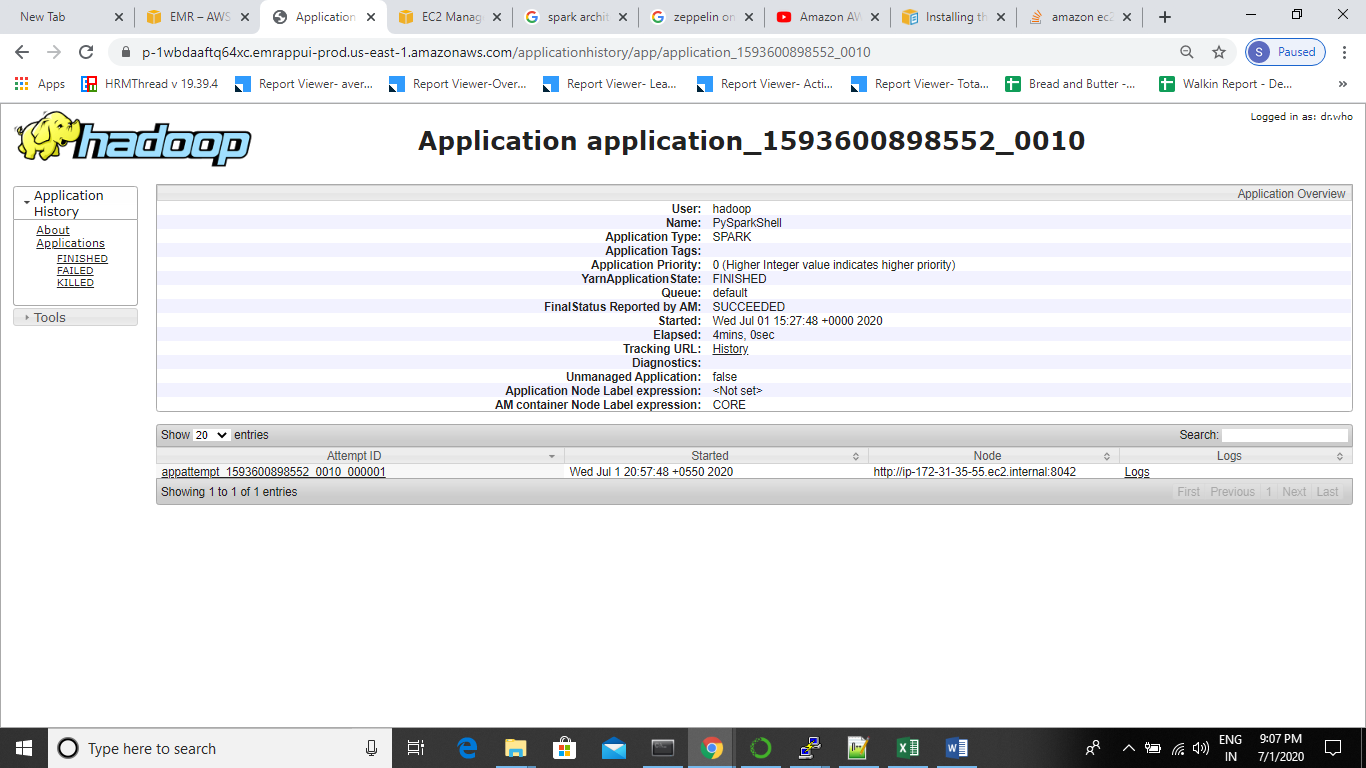 New Tab
EMR – AWS
Application
EC2 Manag
spark archit
zeppelin on
Amazon AW
Installing th
amazon ec2
p-1wbdaaftq64xc.emrappui-prod.us-east-1.amazonaws.com/applicationhistory/app/application_1593600898552_0010
S Paused
Apps
HRMThread v 19.39.4
Report Viewer- aver...
Report Viewer-Over...
Report Viewer- Lea...
Report Viewer- Acti...
Report Viewer- Tota...
Bread and Butter -...
Walkin Report - De...
»
hadoop
Application application_1593600898552_0010
Logged in as: dr.who
Application History
About
Applications
FINISHED
FAILED
KILLED
Tools
Application Overview
User: hadoop
Name: PySparkShell
Application Type: SPARK
Application Tags:
Application Priority: 0 (Higher Integer value indicates higher priority)
YarnApplicationState: FINISHED
Queue: default
FinalStatus Reported by AM: SUCCEEDED
Started: Wed Jul 01 15:27:48 +0000 2020
Elapsed: 4mins, 0sec
Tracking URL: History
Diagnostics:
Unmanaged Application: false
Application Node Label expression: <Not set>
AM container Node Label expression: CORE
Show 20 entries
Search:
Attempt ID Started Node Logs
appattempt_1593600898552_0010_000001 Wed Jul 1 20:57:48 +0550 2020 http://ip-172-31-35-55.ec2.internal:8042 Logs
Showing 1 to 1 of 1 entries
First Previous 1 Next Last
Type here to search
ENG
IN
9:07 PM
7/1/2020